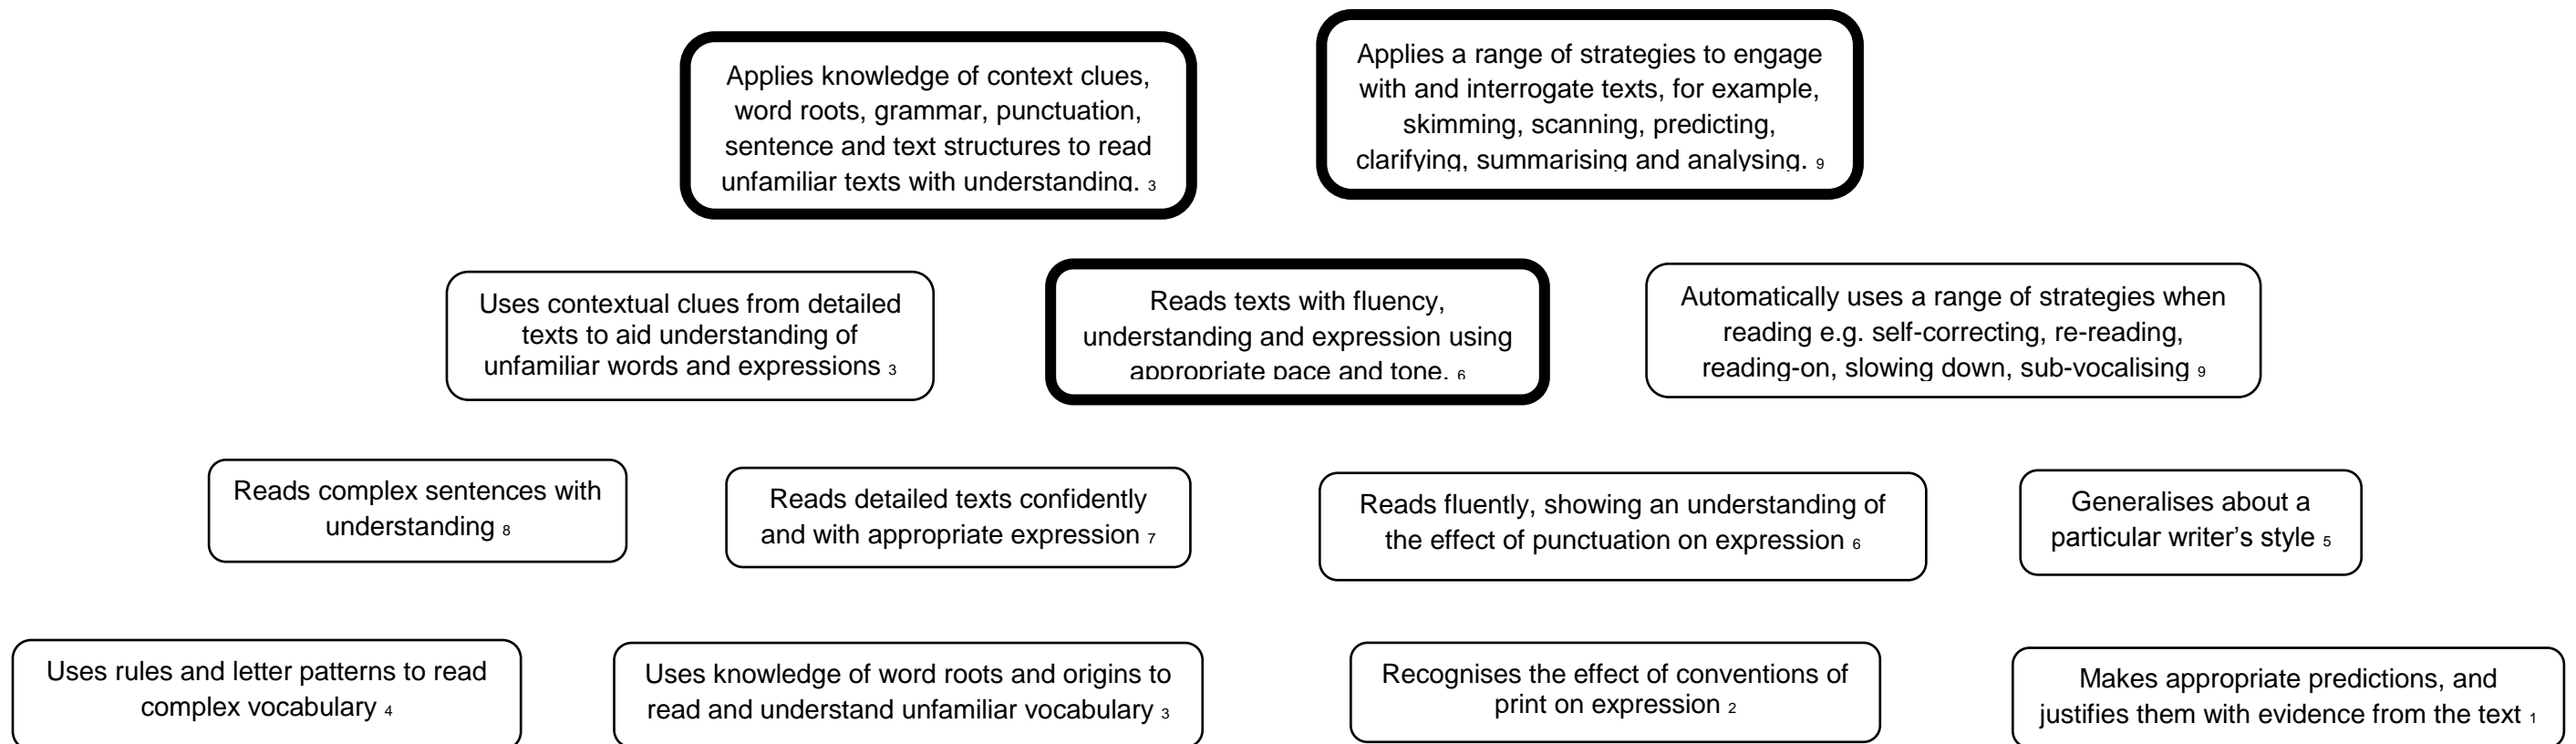 Applies knowledge of context clues,
word roots, grammar, punctuation,
sentence and text structures to read
unfamiliar texts with understanding. 3
Applies a range of strategies to engage
with and interrogate texts, for example,
skimming, scanning, predicting,
clarifying, summarising and analysing. 9
Uses contextual clues from detailed
texts to aid understanding of
unfamiliar words and expressions 3
Reads texts with fluency,
understanding and expression using
appropriate pace and tone. 6
Automatically uses a range of strategies when
reading e.g. self-correcting, re-reading,
reading-on, slowing down, sub-vocalising 9
Reads complex sentences with
understanding 8
Reads detailed texts confidently
and with appropriate expression 7
Reads fluently, showing an understanding of
the effect of punctuation on expression 6
Generalises about a
particular writer’s style 5
Uses rules and letter patterns to read
complex vocabulary 4
Uses knowledge of word roots and origins to
read and understand unfamiliar vocabulary 3
Recognises the effect of conventions of
print on expression 2
Makes appropriate predictions, and
justifies them with evidence from the text 1